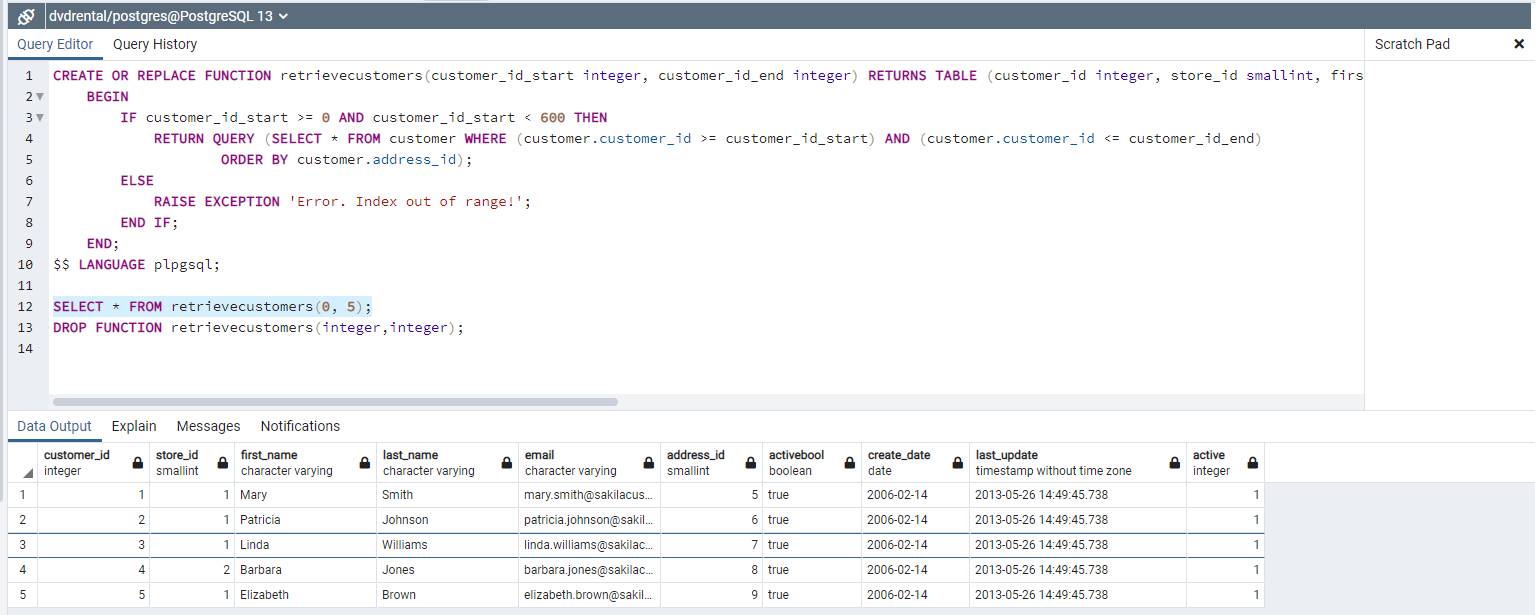 dvdrental/postgres@PostgreSQL 13
Query Editor Query History Scratch Pad
1 CREATE OR REPLACE FUNCTION retrievecustomers(customer_id_start integer, customer_id_end integer) RETURNS TABLE (customer_id integer, store_id smallint, firs
2 BEGIN
3 IF customer_id_start >= 0 AND customer_id_start < 600 THEN
4 RETURN QUERY (SELECT * FROM customer WHERE (customer.customer_id >= customer_id_start) AND (customer.customer_id <= customer_id_end)
5 ORDER BY customer.address_id);
6 ELSE
7 RAISE EXCEPTION 'Error. Index out of range!';
8 END IF;
9 END;
10 $$ LANGUAGE plpgsql;
11
12 SELECT * FROM retrievecustomers(0, 5);
13 DROP FUNCTION retrievecustomers(integer,integer);
14
Data Output Explain Messages Notifications
customer_id store_id first_name last_name email address_id activebool create_date last_update active
integer smallint character varying character varying character varying smallint boolean date timestamp without time zone integer
1 1 1 Mary Smith mary.smith@sakilacus... 5 true 2006-02-14 2013-05-26 14:49:45.738 1
2 2 1 Patricia Johnson patricia.johnson@sakil... 6 true 2006-02-14 2013-05-26 14:49:45.738 1
3 3 1 Linda Williams linda.williams@sakilac... 7 true 2006-02-14 2013-05-26 14:49:45.738 1
4 4 2 Barbara Jones barbara.jones@sakilac... 8 true 2006-02-14 2013-05-26 14:49:45.738 1
5 5 1 Elizabeth Brown elizabeth.brown@sakil... 9 true 2006-02-14 2013-05-26 14:49:45.738 1